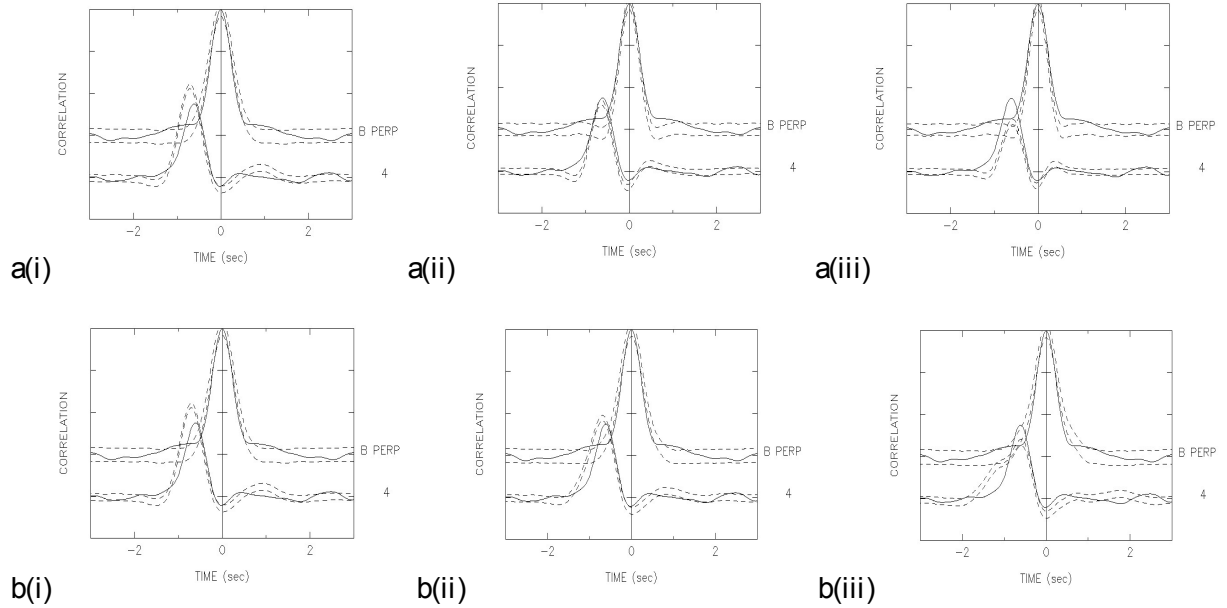 CORRELATION
B PERP
4
-2 0 2
TIME (sec)
a(i)
CORRELATION
B PERP
4
-2 0 2
TIME (sec)
a(ii)
CORRELATION
B PERP
4
-2 0 2
TIME (sec)
a(iii)
CORRELATION
B PERP
4
-2 0 2
TIME (sec)
b(i)
CORRELATION
B PERP
4
-2 0 2
TIME (sec)
b(ii)
CORRELATION
B PERP
4
-2 0 2
TIME (sec)
b(iii)